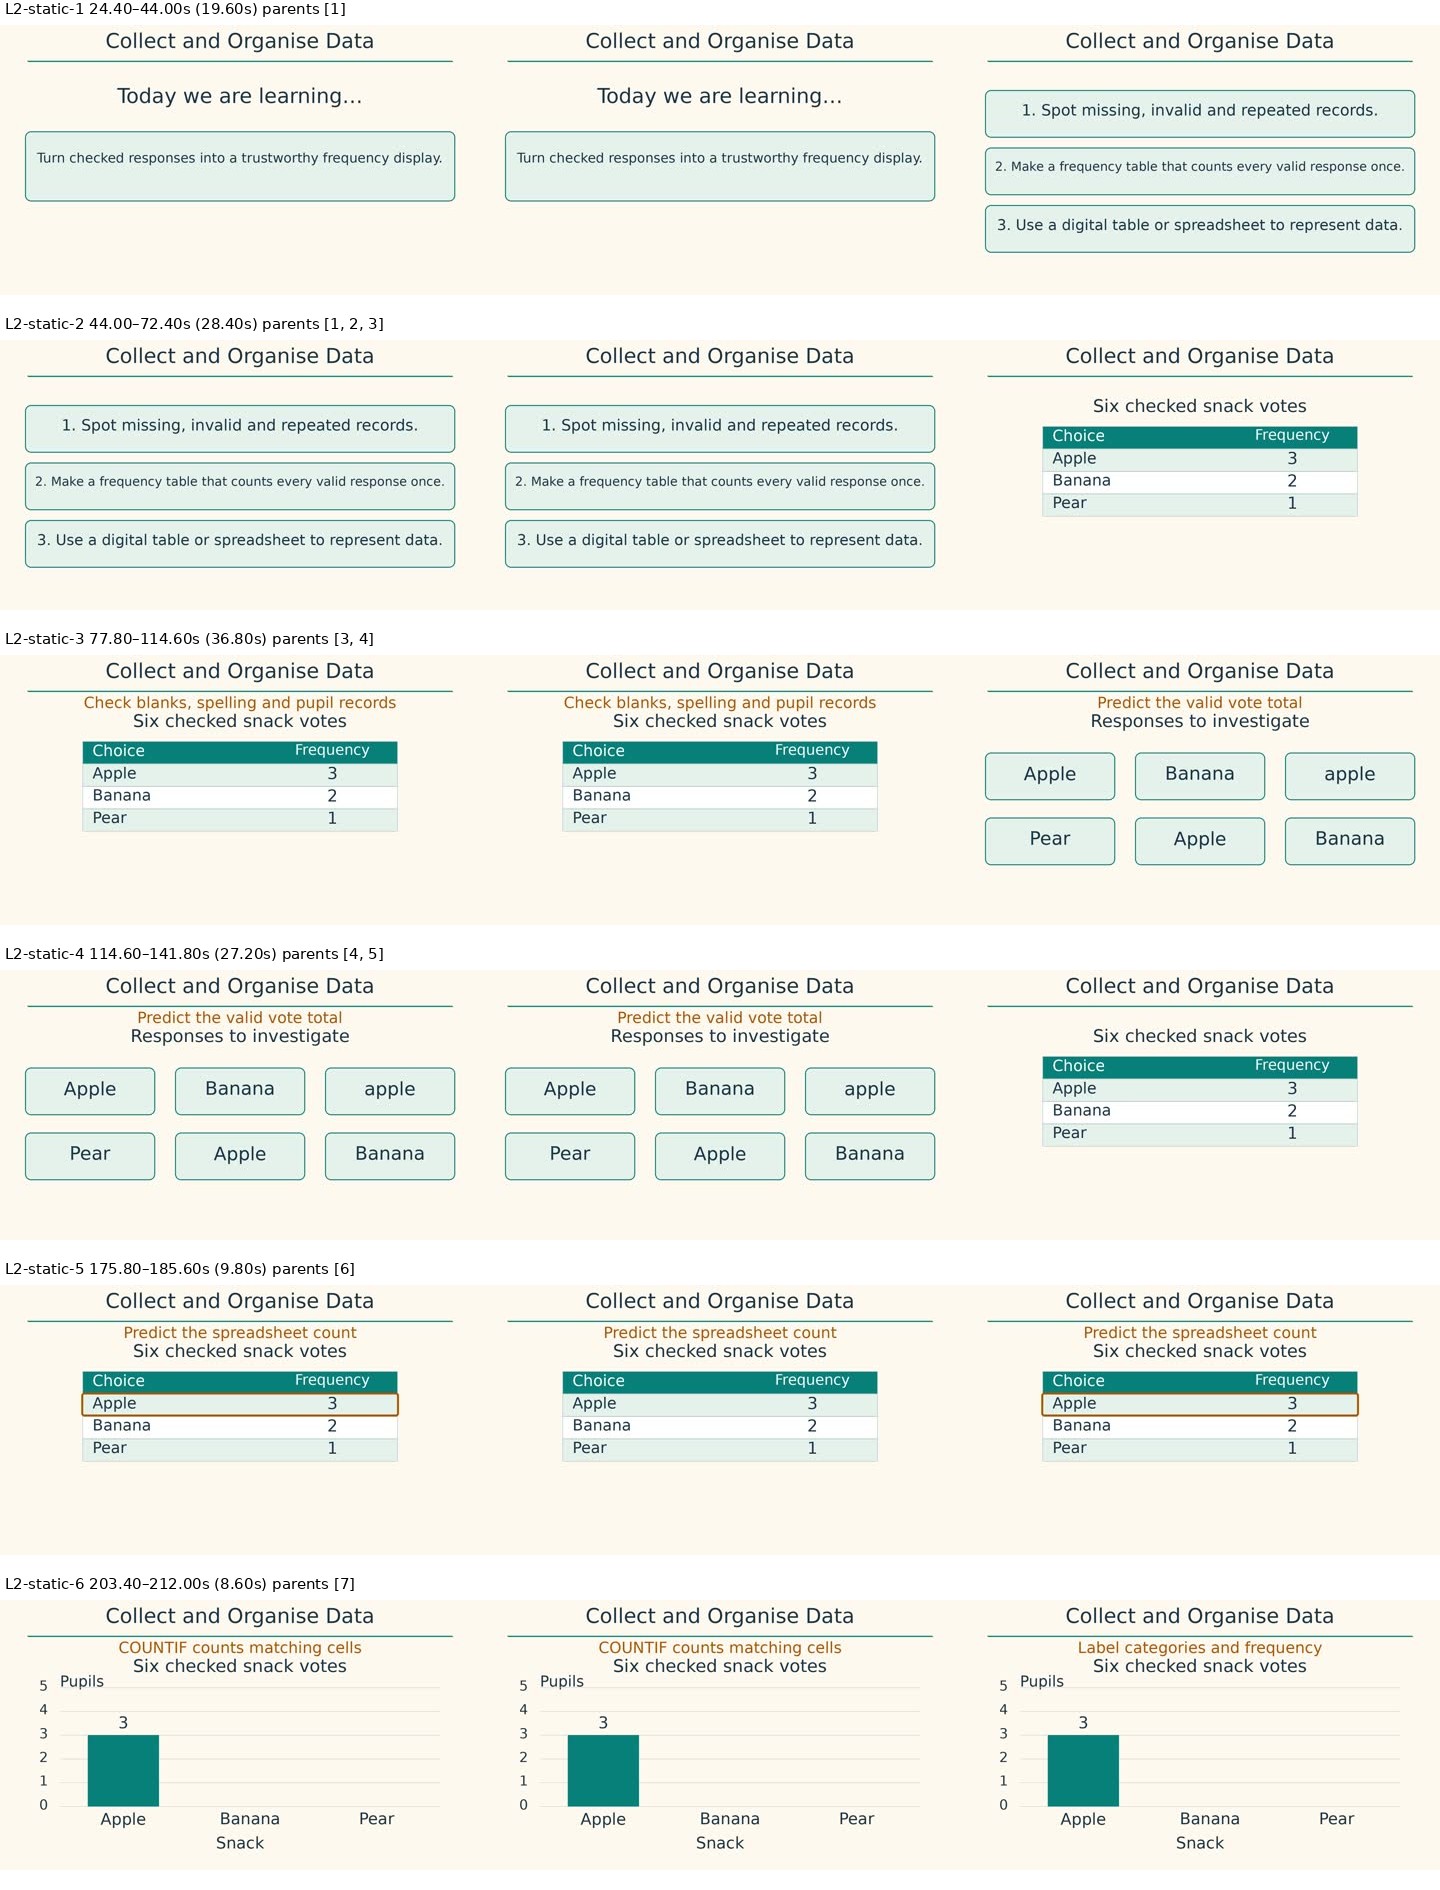 L2-static-1 24.40–44.00s (19.60s) parents [1]
Collect and Organise Data
Today we are learning...
Turn checked responses into a trustworthy frequency display.
Collect and Organise Data
Today we are learning...
Turn checked responses into a trustworthy frequency display.
Collect and Organise Data
1. Spot missing, invalid and repeated records.
2. Make a frequency table that counts every valid response once.
3. Use a digital table or spreadsheet to represent data.
L2-static-2 44.00–72.40s (28.40s) parents [1, 2, 3]
Collect and Organise Data
1. Spot missing, invalid and repeated records.
2. Make a frequency table that counts every valid response once.
3. Use a digital table or spreadsheet to represent data.
Collect and Organise Data
1. Spot missing, invalid and repeated records.
2. Make a frequency table that counts every valid response once.
3. Use a digital table or spreadsheet to represent data.
Collect and Organise Data
Six checked snack votes
Choice Frequency
Apple 3
Banana 2
Pear 1
L2-static-3 77.80–114.60s (36.80s) parents [3, 4]
Collect and Organise Data
Check blanks, spelling and pupil records
Six checked snack votes
Choice Frequency
Apple 3
Banana 2
Pear 1
Collect and Organise Data
Check blanks, spelling and pupil records
Six checked snack votes
Choice Frequency
Apple 3
Banana 2
Pear 1
Collect and Organise Data
Predict the valid vote total
Responses to investigate
Apple Banana apple
Pear Apple Banana
L2-static-4 114.60–141.80s (27.20s) parents [4, 5]
Collect and Organise Data
Predict the valid vote total
Responses to investigate
Apple Banana apple
Pear Apple Banana
Collect and Organise Data
Predict the valid vote total
Responses to investigate
Apple Banana apple
Pear Apple Banana
Collect and Organise Data
Six checked snack votes
Choice Frequency
Apple 3
Banana 2
Pear 1
L2-static-5 175.80–185.60s (9.80s) parents [6]
Collect and Organise Data
Predict the spreadsheet count
Six checked snack votes
Choice Frequency
Apple 3
Banana 2
Pear 1
Collect and Organise Data
Predict the spreadsheet count
Six checked snack votes
Choice Frequency
Apple 3
Banana 2
Pear 1
Collect and Organise Data
Predict the spreadsheet count
Six checked snack votes
Choice Frequency
Apple 3
Banana 2
Pear 1
L2-static-6 203.40–212.00s (8.60s) parents [7]
Collect and Organise Data
COUNTIF counts matching cells
Six checked snack votes
Pupils
5
4
3
2
1
0
3
Apple Banana Pear
Snack
Collect and Organise Data
COUNTIF counts matching cells
Six checked snack votes
Pupils
5
4
3
2
1
0
3
Apple Banana Pear
Snack
Collect and Organise Data
Label categories and frequency
Six checked snack votes
Pupils
5
4
3
2
1
0
3
Apple Banana Pear
Snack